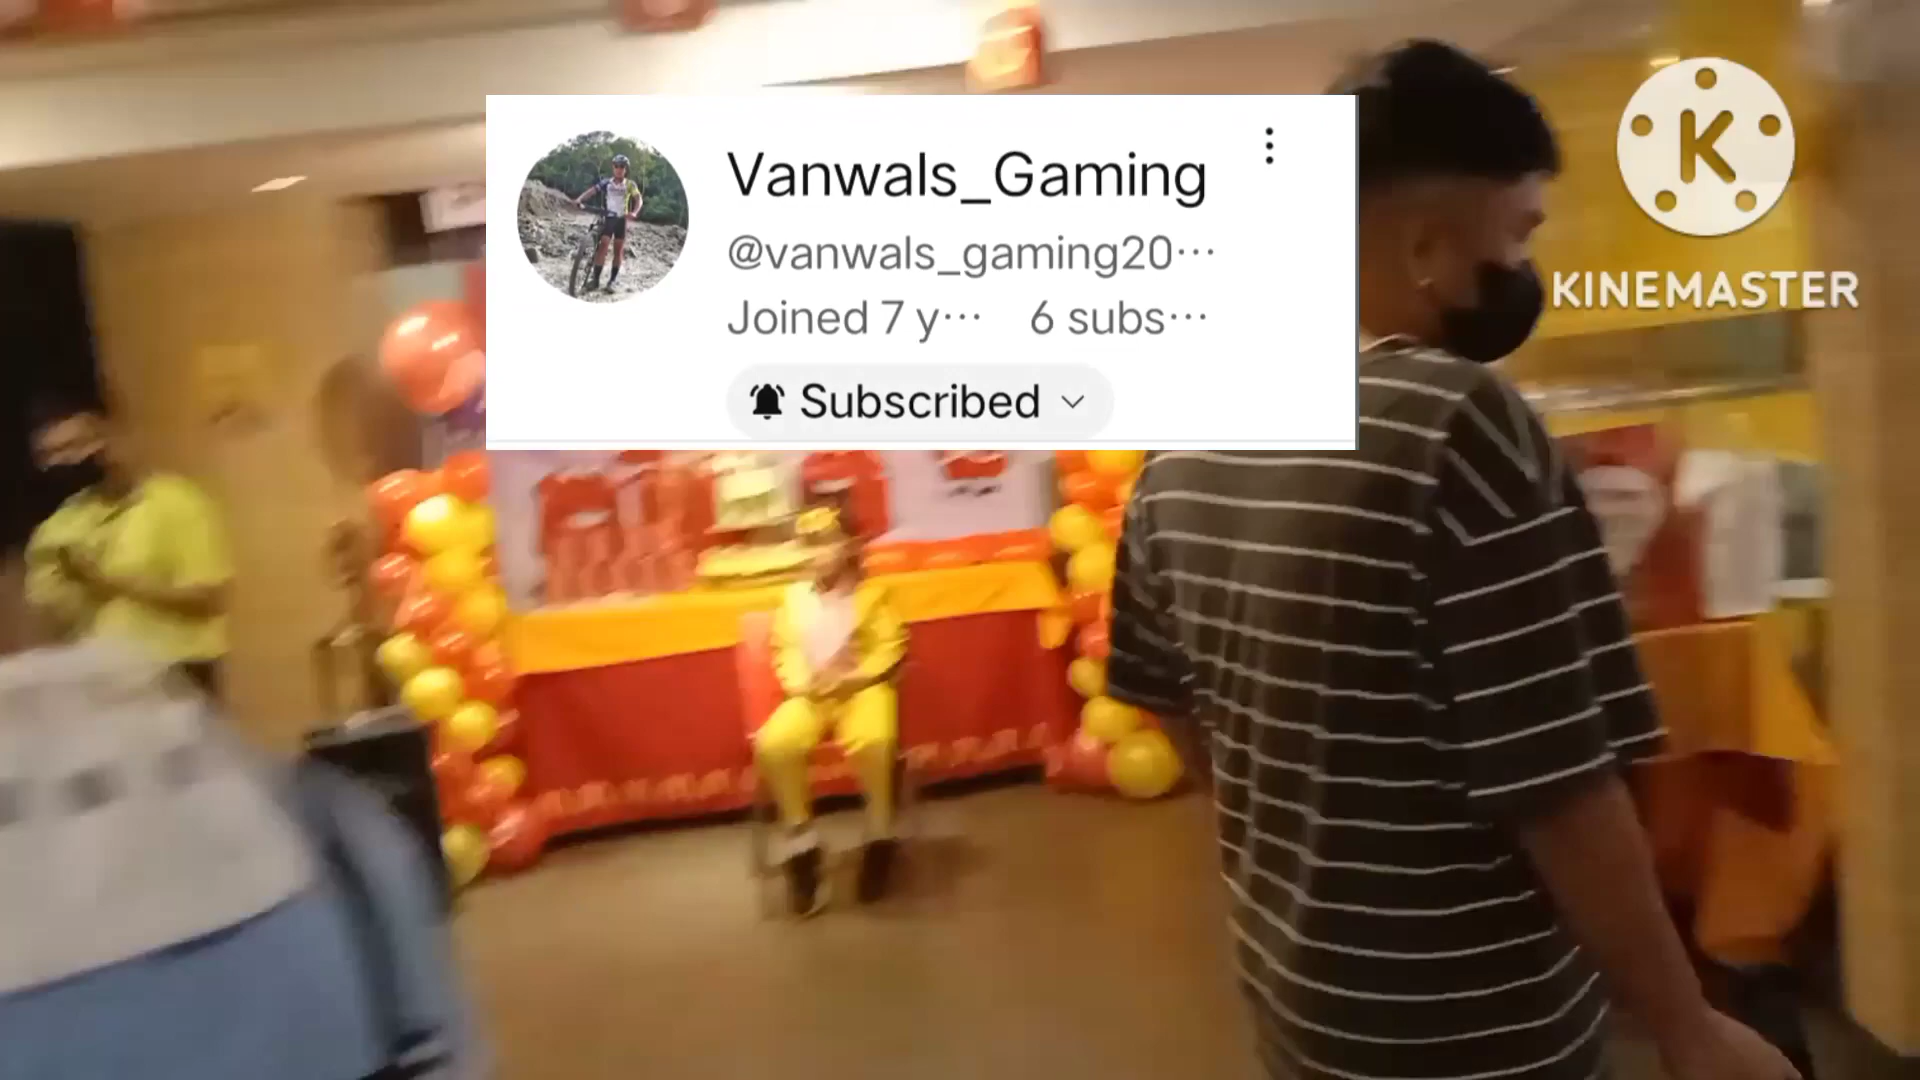 Vanwals_Gaming
@vanwals_gaming20…
Joined 7 y… 6 subs…
Subscribed
K
KINEMASTER